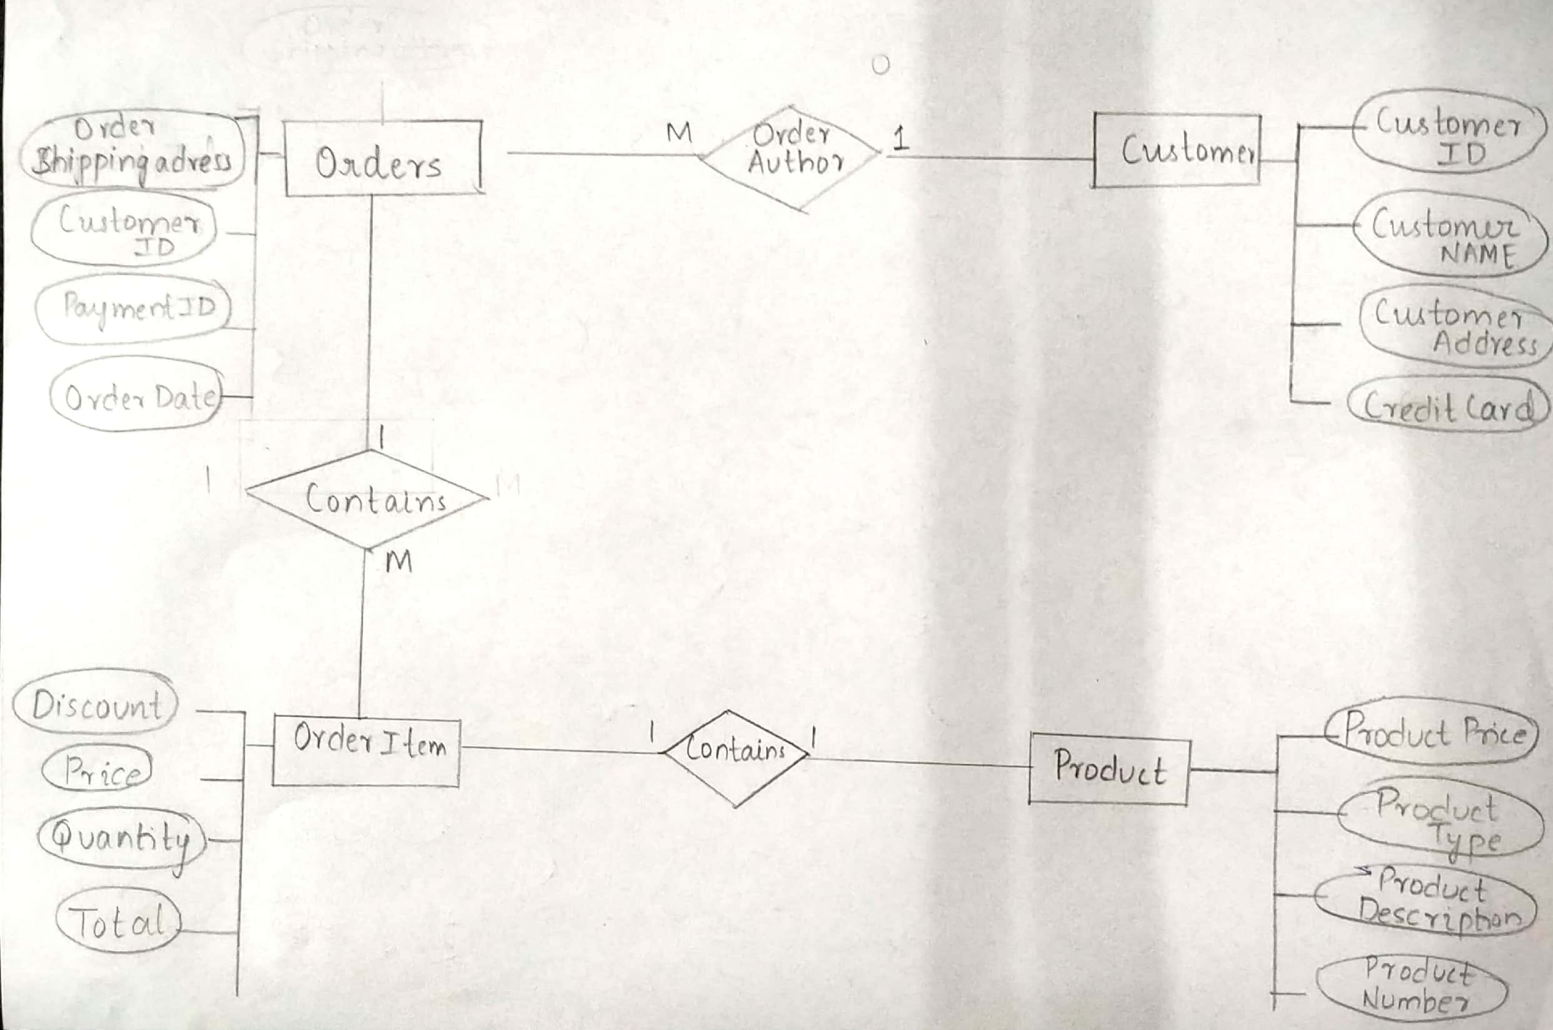 Order
Shipping adress
Customer
ID
Payment ID
Order Date
Orders
M
Order
Author
1
Customer
Customer
ID
Customer
NAME
Customer
Address
Credit Card
1
1
Contains
M
M
Discount
Price
Quantity
Total
Order Item
1
Contains
1
Product
Product Price
Product
Type
Product
Description
Product
Number